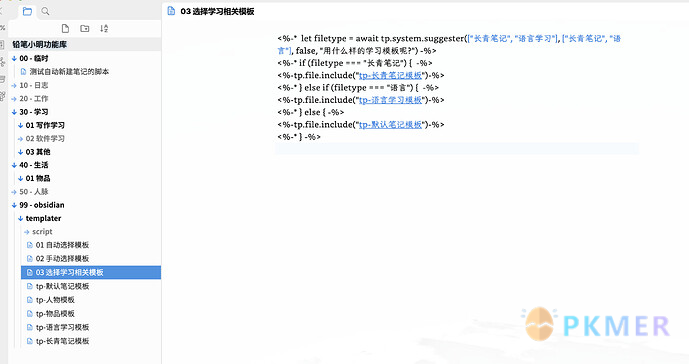 03 选择学习相关模板
铅笔小明功能库
00 - 临时
测试自动新建笔记的脚本
10 - 日志
20 - 工作
30 - 学习
01 写作学习
02 软件学习
03 其他
40 - 生活
01 物品
50 - 人脉
99 - obsidian
templater
script
01 自动选择模板
02 手动选择模板
03 选择学习相关模板
tp-默认笔记模板
tp-人物模板
tp-物品模板
tp-语言学习模板
tp-长青笔记模板
<%-* let filetype = await tp.system.suggester(["长青笔记", "语言学习"], ["长青笔记", "语
言"], false, "用什么样的学习模板呢?") -%>
<%-* if (filetype === "长青笔记") { -%>
<%-tp.file.include("tp-长青笔记模板")-%>
<%-* } else if (filetype === "语言") { -%>
<%-tp.file.include("tp-语言学习模板")-%>
<%-* } else { -%>
<%-tp.file.include("tp-默认笔记模板")-%>
<%-* } -%>
PKMER